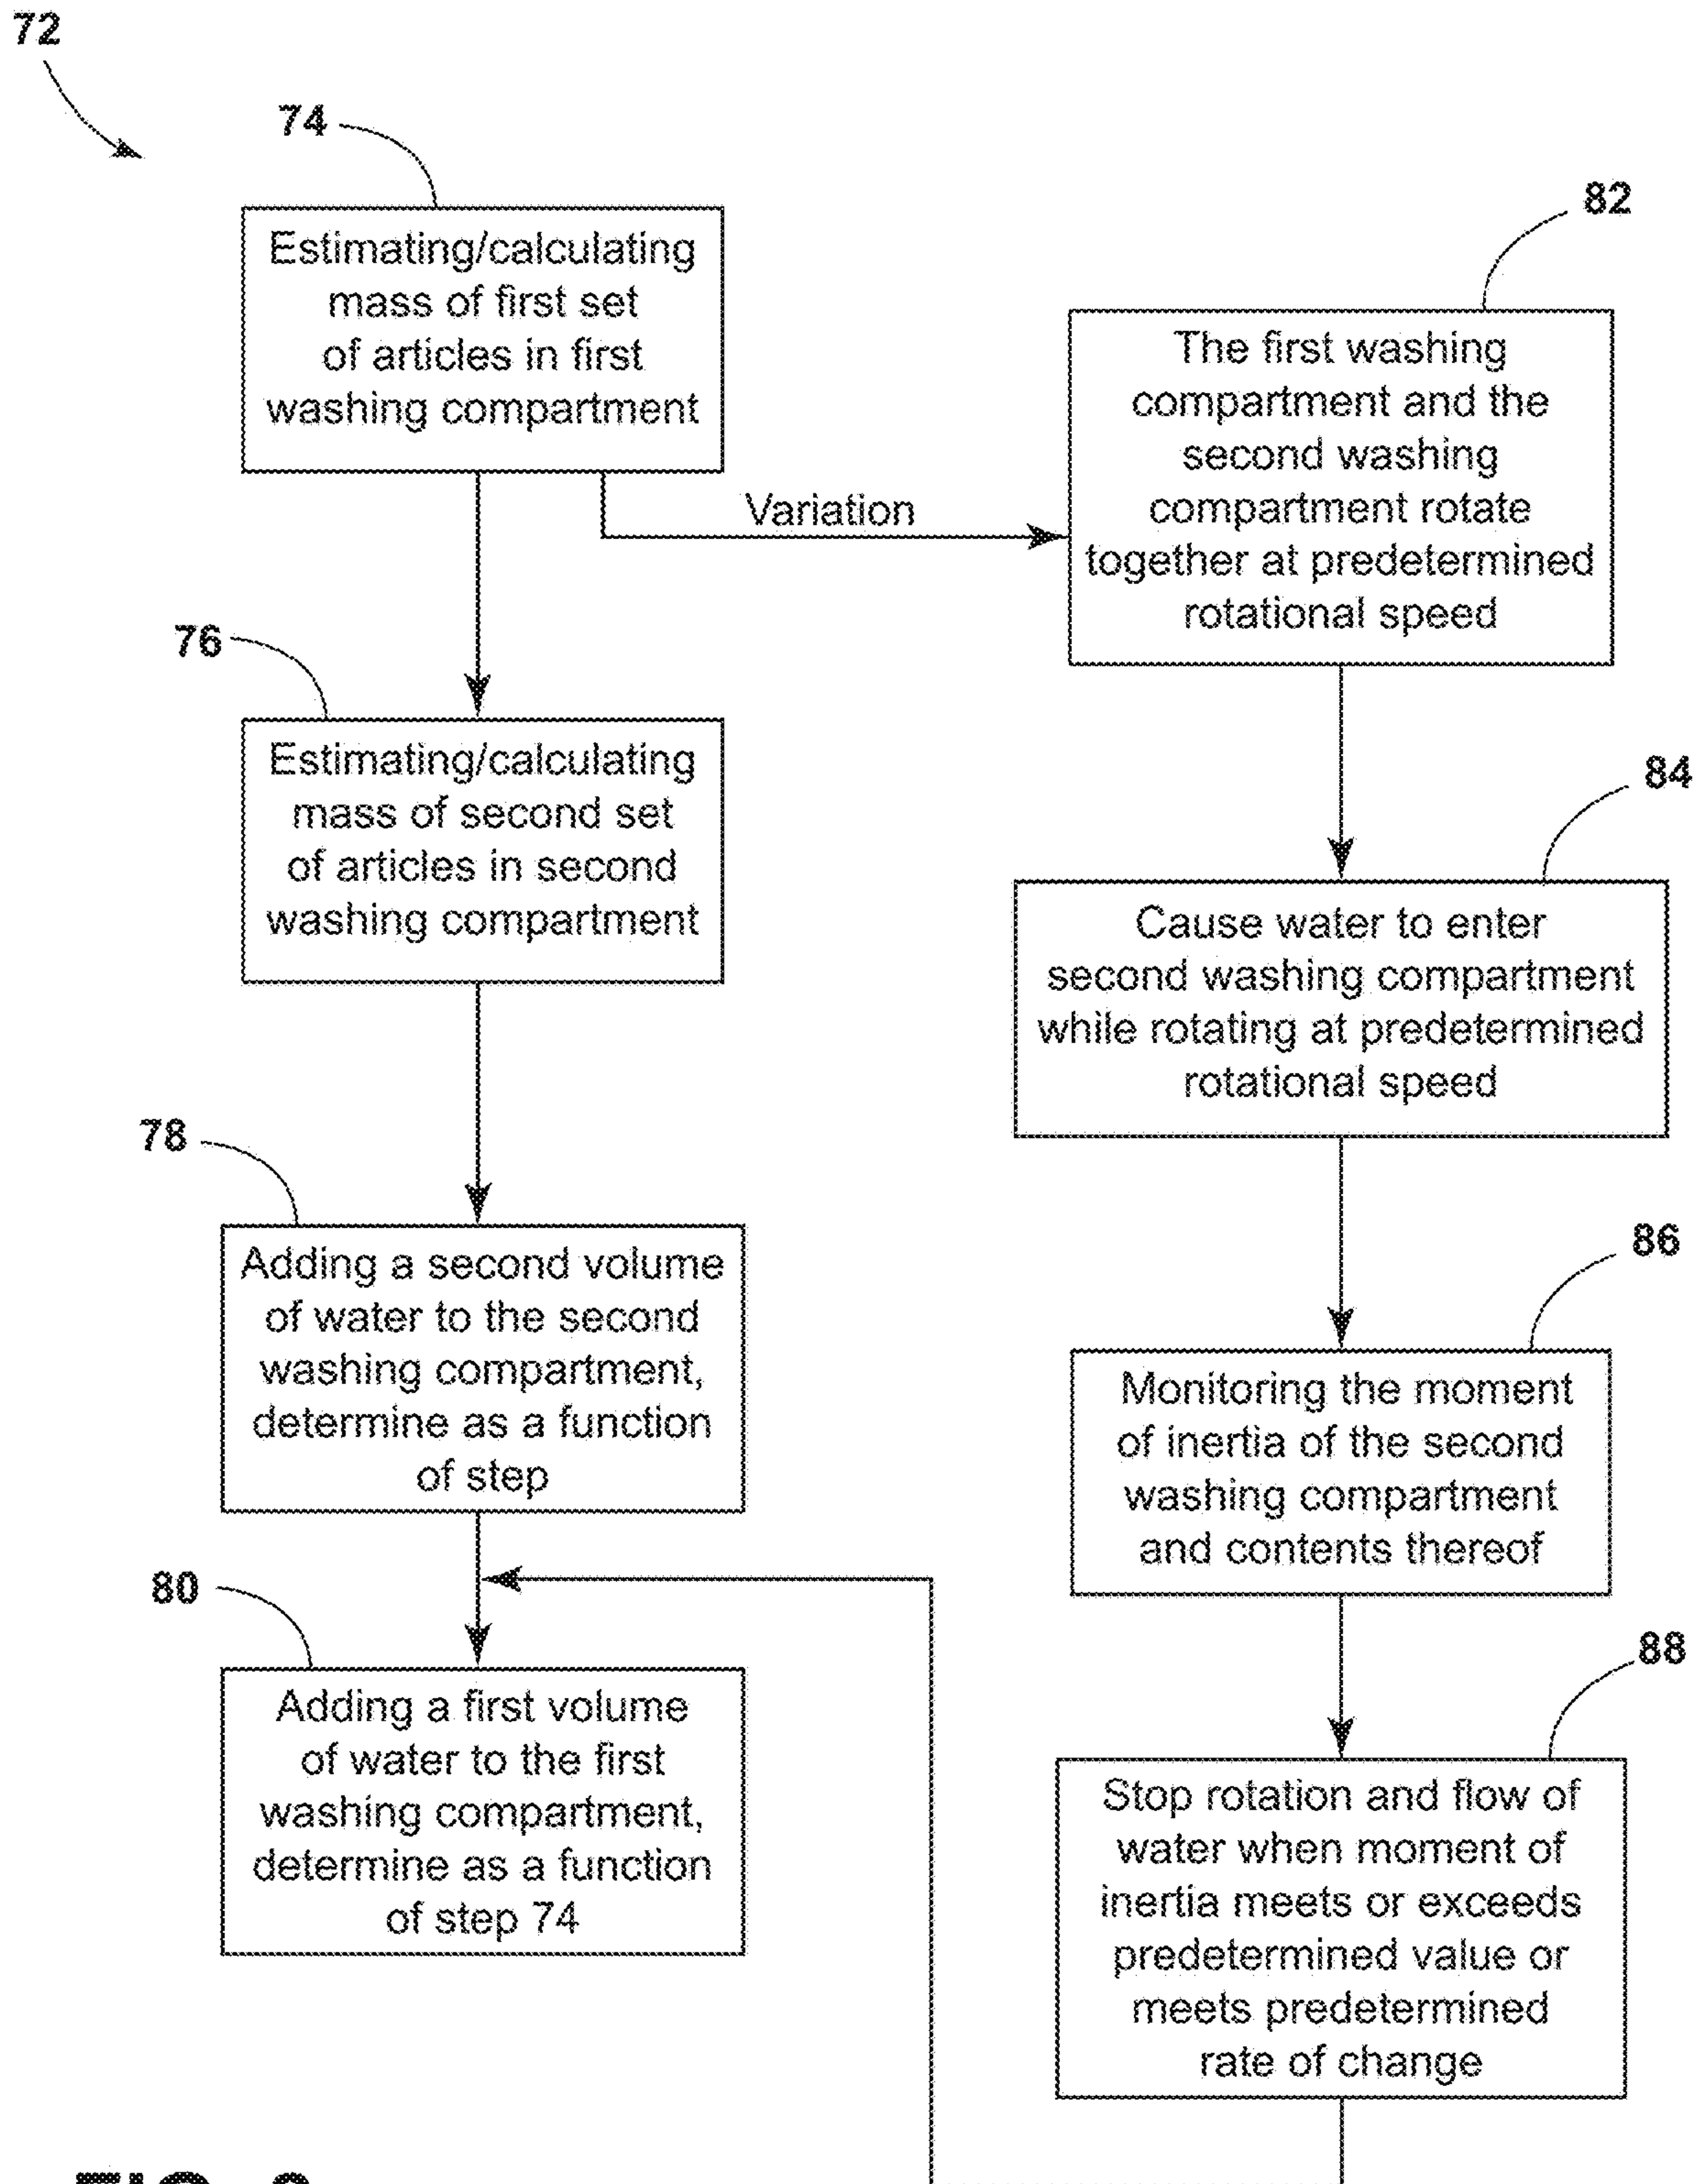 72
74
Estimating/calculating
mass of first set
of articles in first
washing compartment
Variation
82
The first washing
compartment and the
second washing
compartment rotate
together at predetermined
rotational speed
76
Estimating/calculating
mass of second set
of articles in second
washing compartment
84
Cause water to enter
second washing compartment
while rotating at predetermined
rotational speed
78
Adding a second volume
of water to the second
washing compartment,
determine as a function
of step
86
Monitoring the moment
of inertia of the second
washing compartment
and contents thereof
80
Adding a first volume
of water to the first
washing compartment,
determine as a function
of step 74
88
Stop rotation and flow of
water when moment of
inertia meets or exceeds
predetermined value or
meets predetermined
rate of change